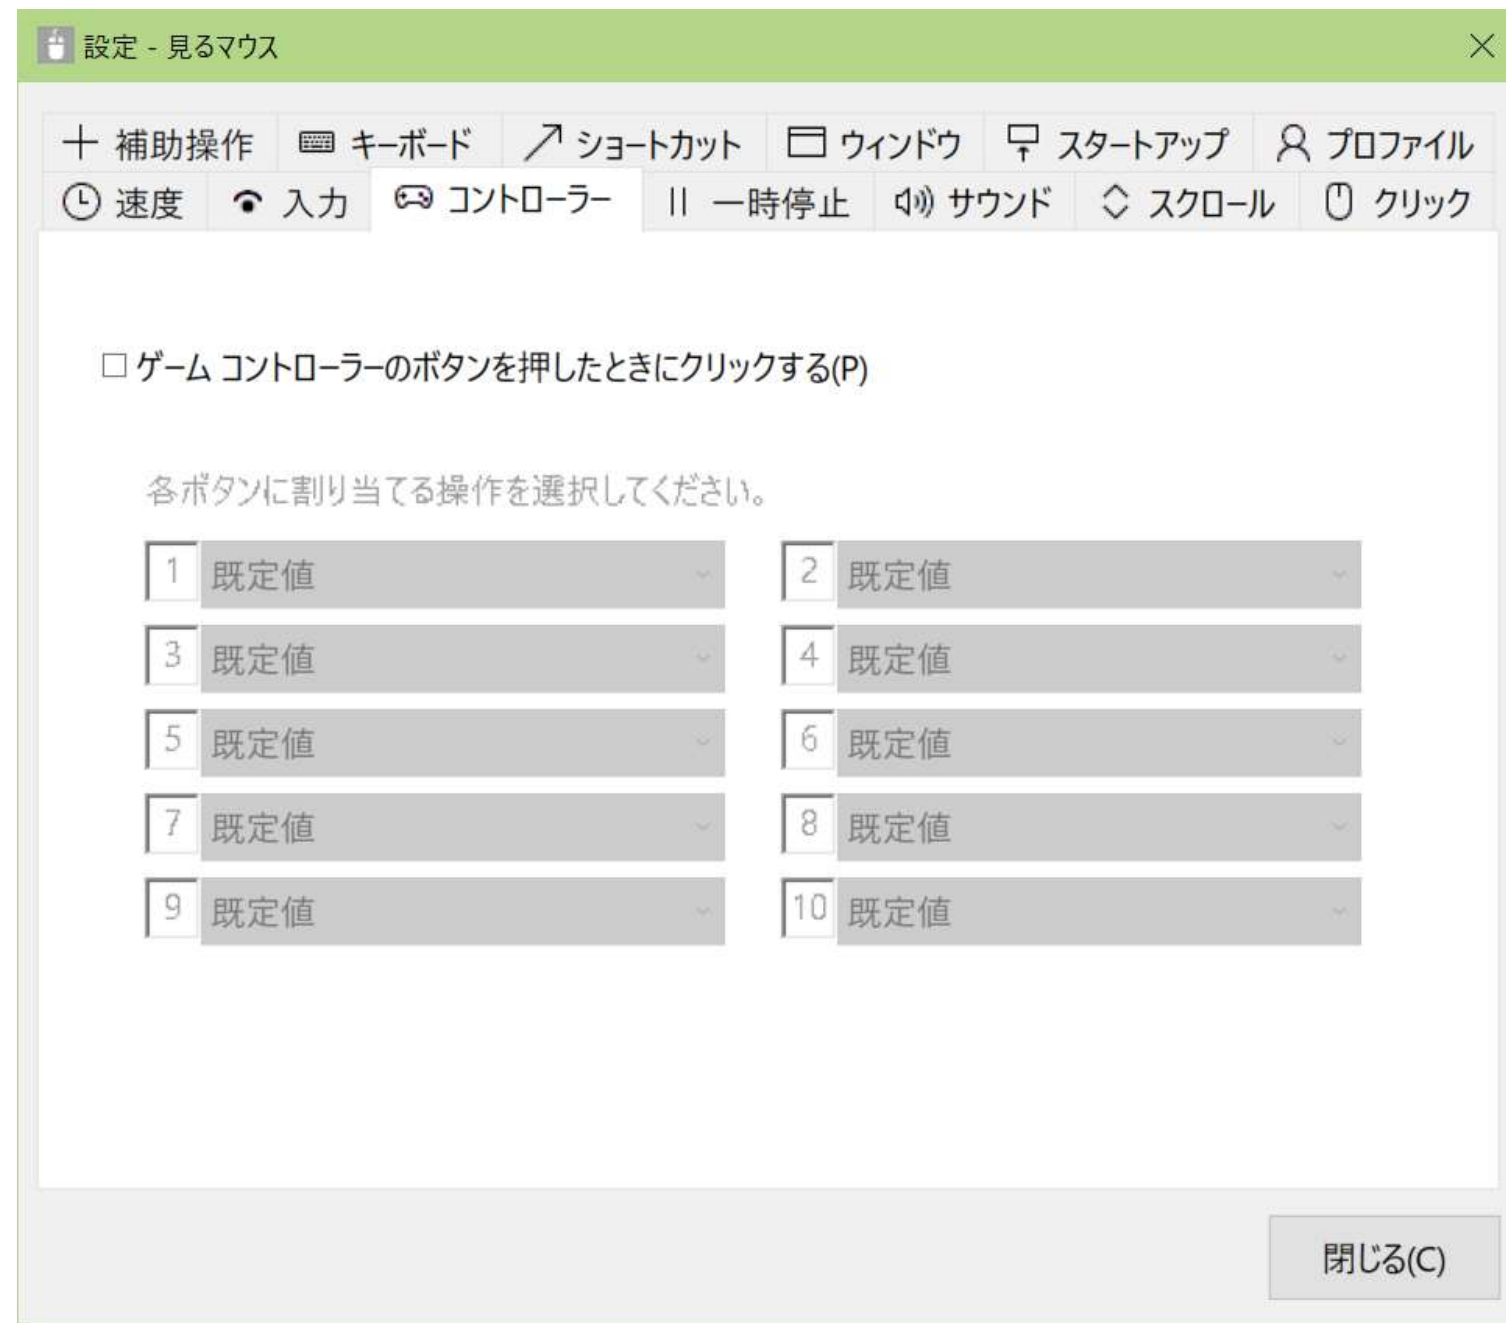 設定 - 見るマウス
補助操作 キーボード ショートカット ウィンドウ スタートアップ プロファイル
速度 入力 コントローラー 一時停止 サウンド スクロール クリック
ゲーム コントローラーのボタンを押したときにクリックする(P)
各ボタンに割り当てる操作を選択してください。
1 既定値 2 既定値
3 既定値 4 既定値
5 既定値 6 既定値
7 既定値 8 既定値
9 既定値 10 既定値
閉じる(C)